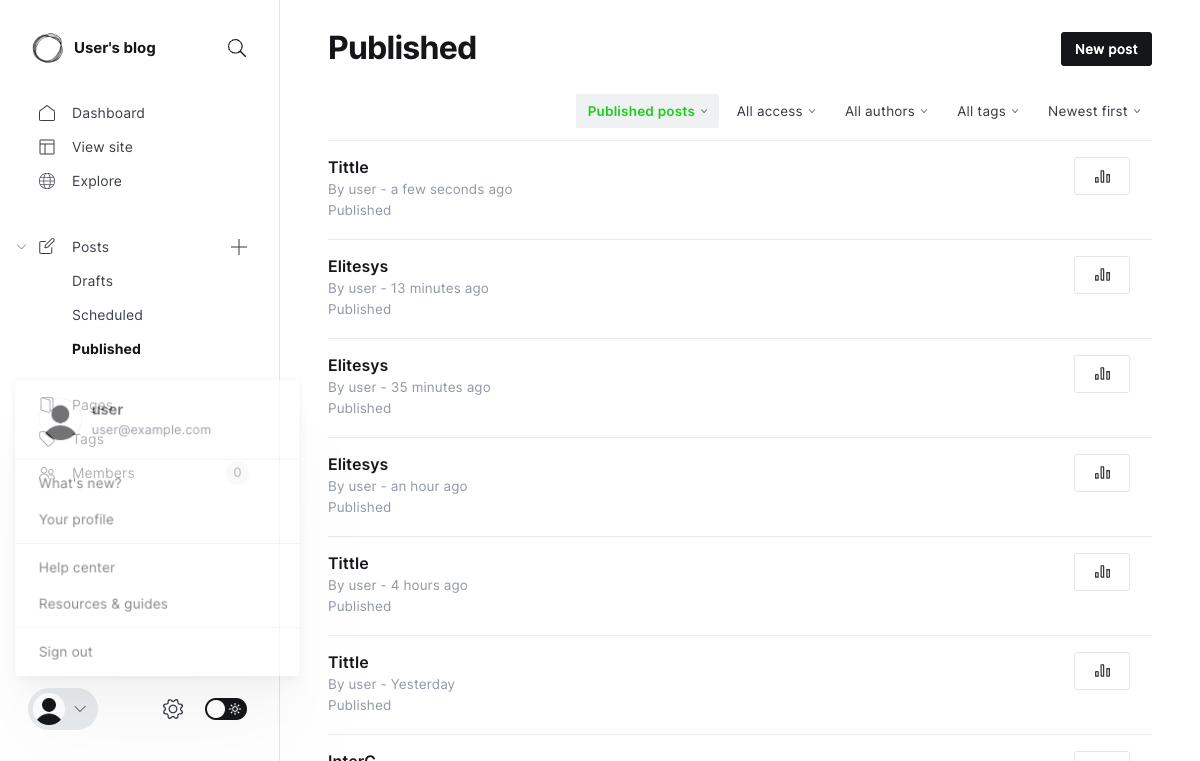 User's blog
Dashboard
View site
Explore
Posts
Drafts
Scheduled
Published
Pages
user
user@example.com
Tags
Members
0
What's new?
Your profile
Help center
Resources & guides
Sign out
Published
New post
Published posts
All access
All authors
All tags
Newest first
Tittle
By user - a few seconds ago
Published
Elitesys
By user - 13 minutes ago
Published
Elitesys
By user - 35 minutes ago
Published
Elitesys
By user - an hour ago
Published
Tittle
By user - 4 hours ago
Published
Tittle
By user - Yesterday
Published
InterC